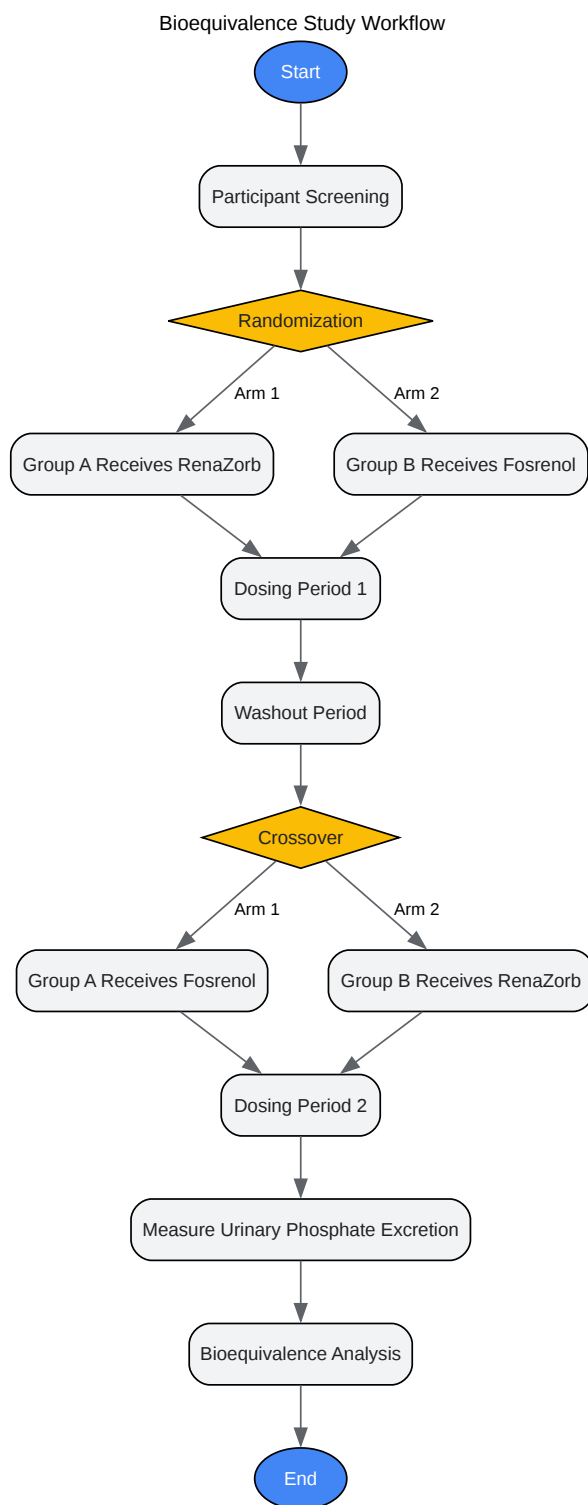 Bioequivalence Study Workflow
Start
Participant Screening
Randomization
Arm 1
Arm 2
Group A Receives RenaZorb
Group B Receives Fosrenol
Dosing Period 1
Washout Period
Crossover
Arm 1
Arm 2
Group A Receives Fosrenol
Group B Receives RenaZorb
Dosing Period 2
Measure Urinary Phosphate Excretion
Bioequivalence Analysis
End